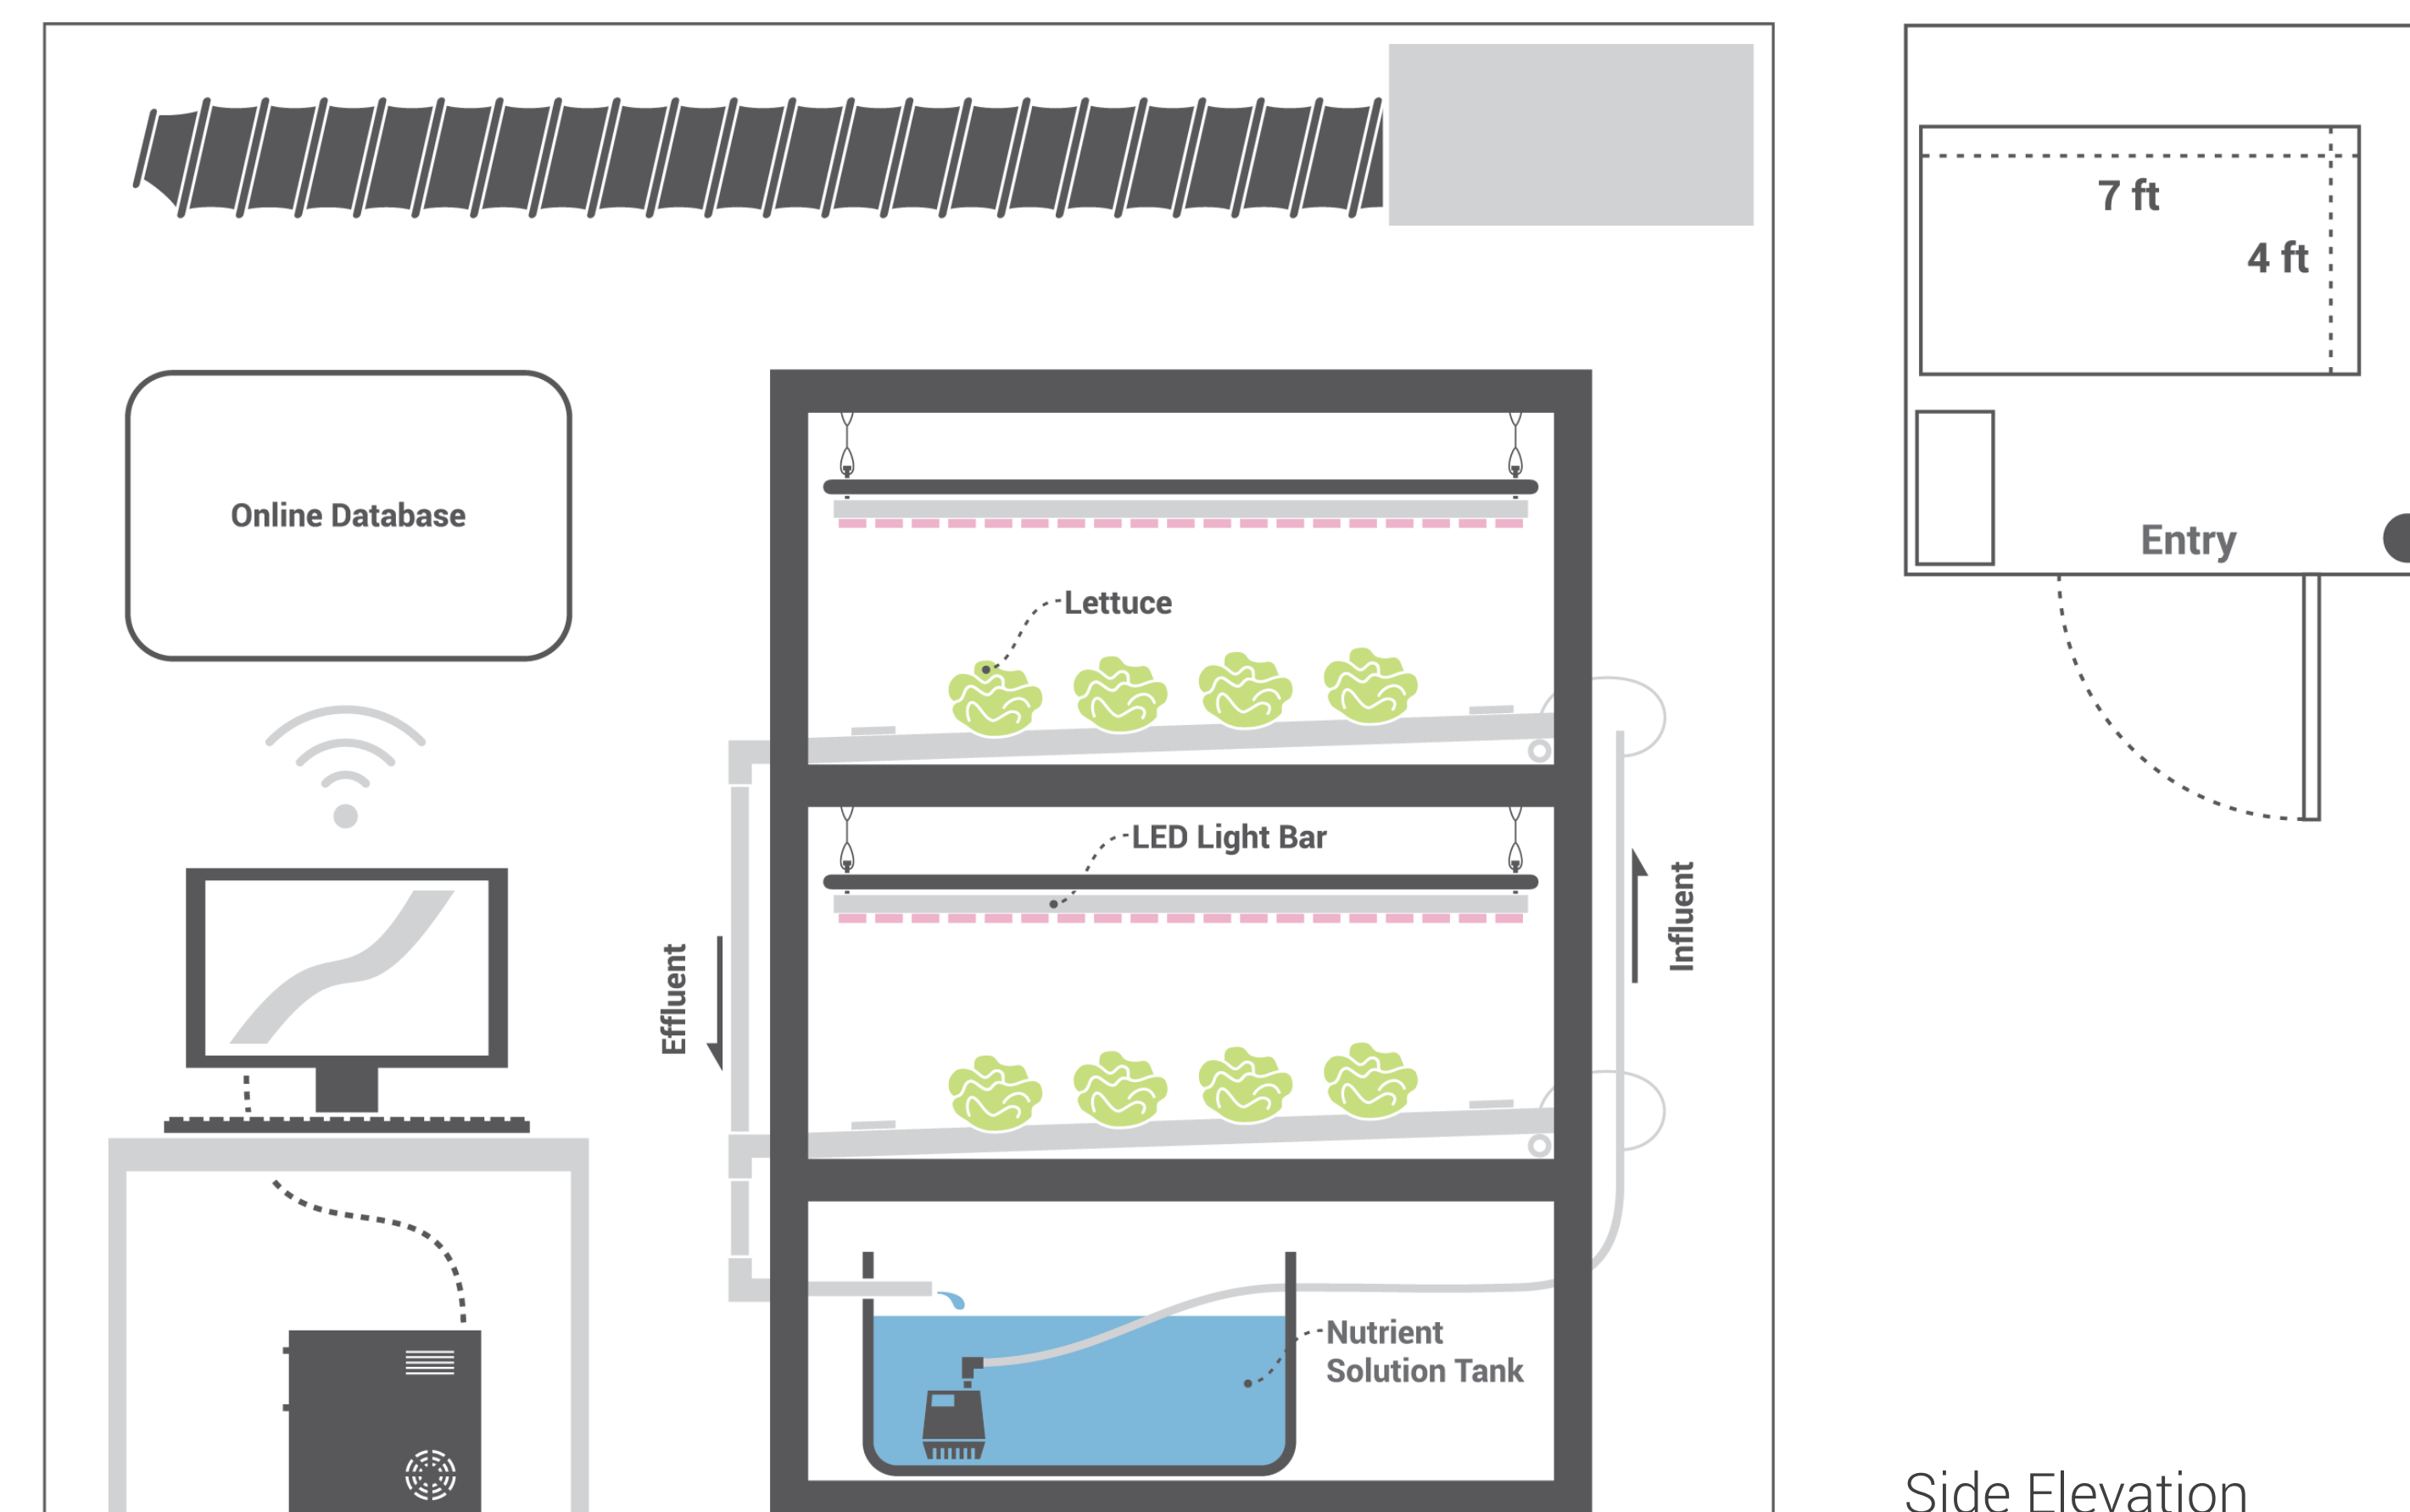 Online Database
Lettuce
LED Light Bar
Effluent
Influent
Nutrient
Solution Tank
7 ft
4 ft
Entry
Side Elevation